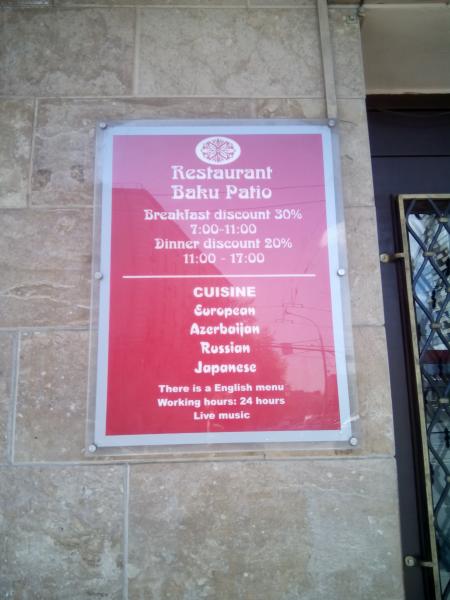 Restaurant
Baku Patio
Breakfast discount 30%
7:00-11:00
Dinner discount 20%
11:00 - 17:00
CUISINE
European
Azerbaijan
Russian
Japanese
There is a English menu
Working hours: 24 hours
Live music